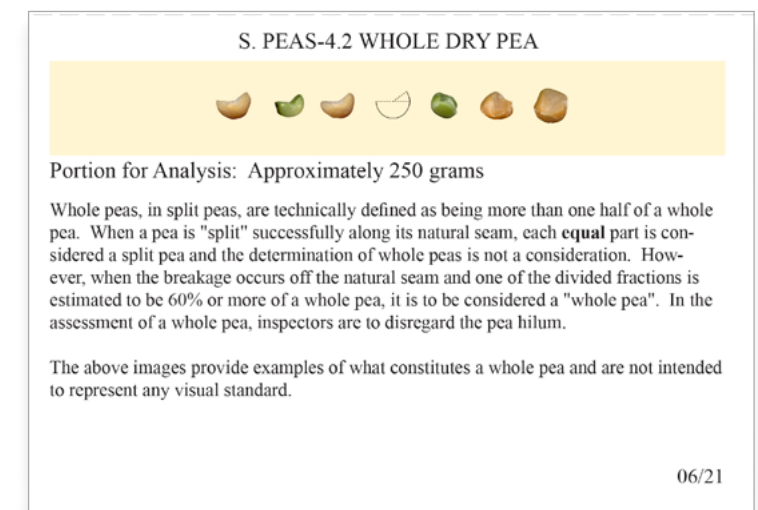 S. PEAS-4.2 WHOLE DRY PEA
Portion for Analysis: Approximately 250 grams
Whole peas, in split peas, are technically defined as being more than one half of a whole
pea. When a pea is "split" successfully along its natural seam, each equal part is con-
sidered a split pea and the determination of whole peas is not a consideration. How-
ever, when the breakage occurs off the natural seam and one of the divided fractions is
estimated to be 60% or more of a whole pea, it is to be considered a "whole pea". In the
assessment of a whole pea, inspectors are to disregard the pea hilum.
The above images provide examples of what constitutes a whole pea and are not intended
to represent any visual standard.
06/21